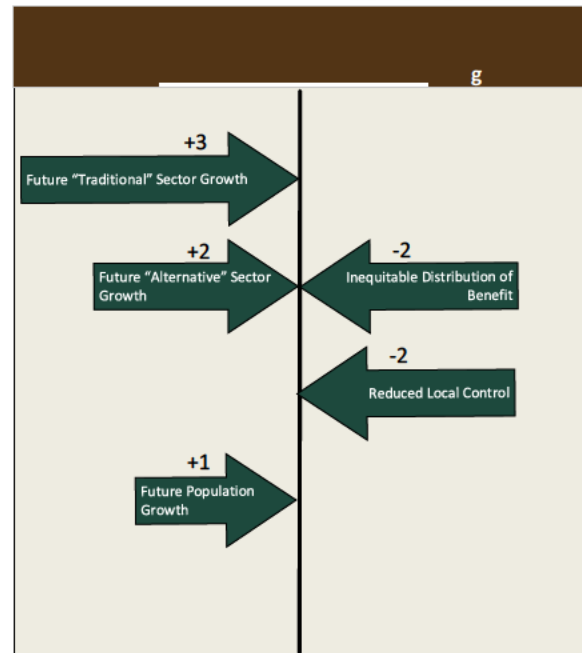 g
+3
Future “Traditional” Sector Growth
+2
Future “Alternative” Sector
Growth
-2
Inequitable Distribution of
Benefit
-2
Reduced Local Control
+1
Future Population
Growth